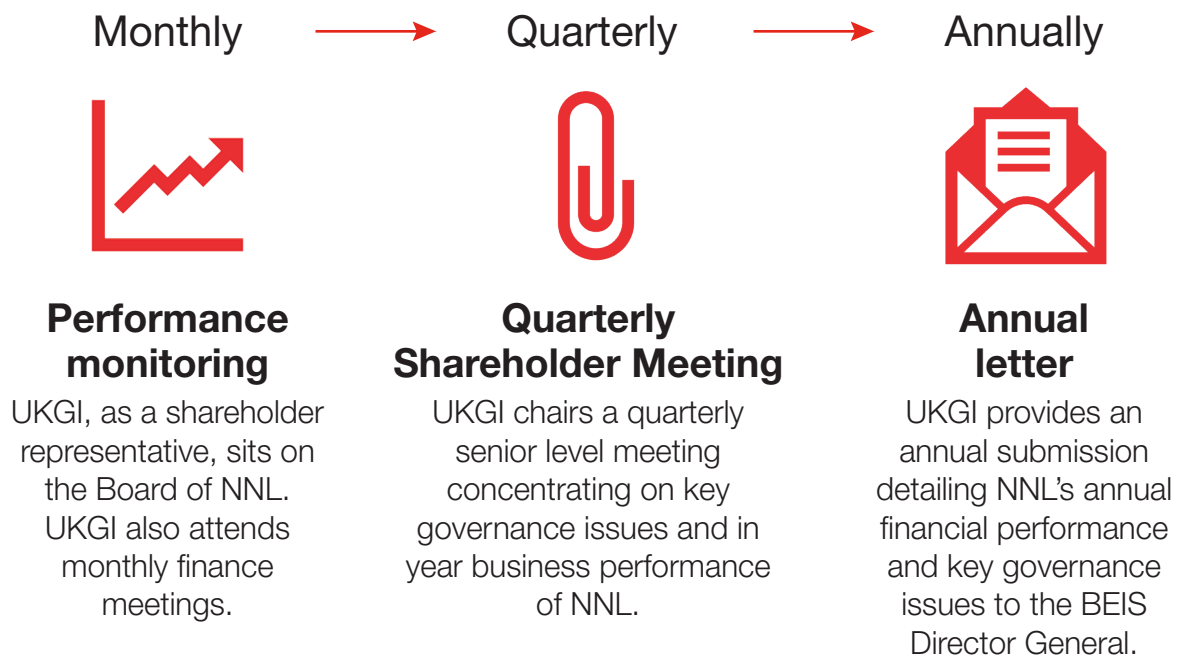 Monthly
Quarterly
Annually
Performance
monitoring
UKGI, as a shareholder
representative, sits on
the Board of NNL.
UKGI also attends
monthly finance
meetings.
Quarterly
Shareholder Meeting
UKGI chairs a quarterly
senior level meeting
concentrating on key
governance issues and in
year business performance
of NNL.
Annual
letter
UKGI provides an
annual submission
detailing NNL’s annual
financial performance
and key governance
issues to the BEIS
Director General.